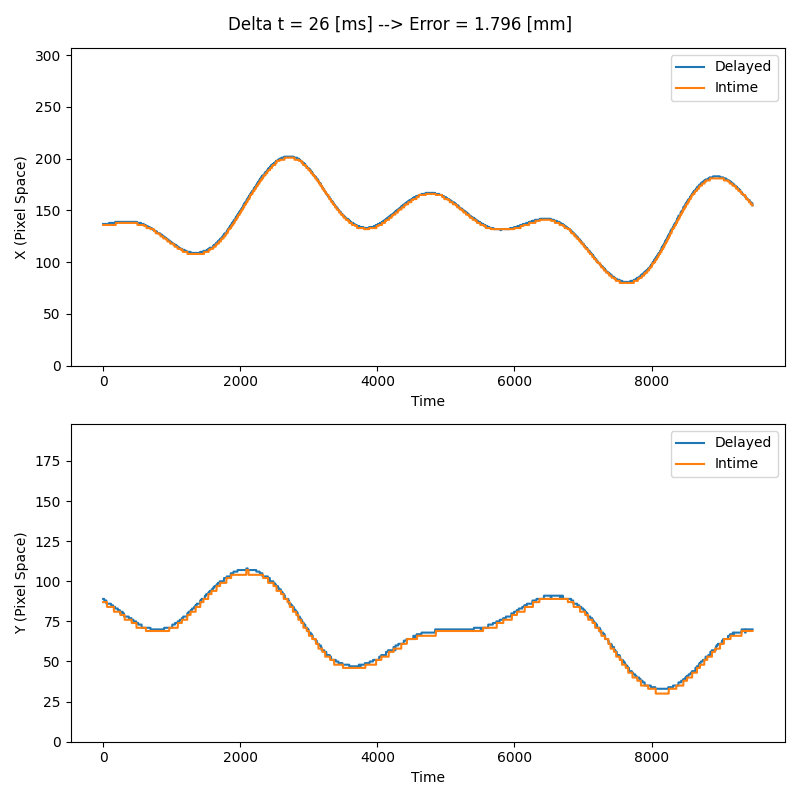 Delta t = 26 [ms] --> Error = 1.796 [mm]
300
250
200
150
100
50
0
X (Pixel Space)
Delayed
Intime
0
2000
4000
6000
8000
Time
175
150
125
100
75
50
25
0
Y (Pixel Space)
Delayed
Intime
0
2000
4000
6000
8000
Time